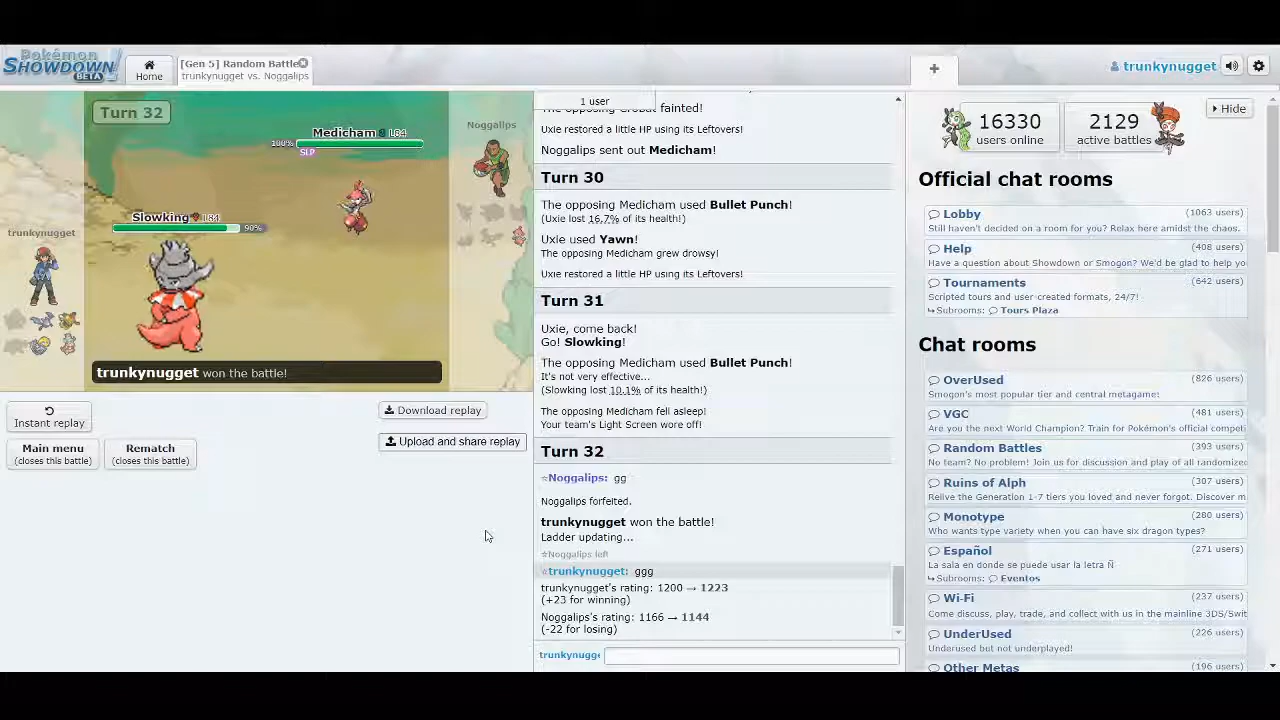 Pokémon
SHOWDOWN
BETA
Home
[Gen 5] Random Battle
trunkynugget vs. Noggalips
trunkynugget
Turn 32
Medicham L84
100%
SLP
Slowking L84
90%
trunkynugget
Noggalips
trunkynugget won the battle!
Instant replay
Download replay
Upload and share replay
Main menu
(closes this battle)
Rematch
(closes this battle)
1 user
The opposing Crobat fainted!
Uxie restored a little HP using its Leftovers!
Noggalips sent out Medicham!
Turn 30
The opposing Medicham used Bullet Punch!
(Uxie lost 16.7% of its health!)
Uxie used Yawn!
The opposing Medicham grew drowsy!
Uxie restored a little HP using its Leftovers!
Turn 31
Uxie, come back!
Go! Slowking!
The opposing Medicham used Bullet Punch!
It's not very effective...
(Slowking lost 10.1% of its health!)
The opposing Medicham fell asleep!
Your team's Light Screen wore off!
Turn 32
☆Noggalips: gg
Noggalips forfeited.
trunkynugget won the battle!
Ladder updating...
☆Noggalips left
☆trunkynugget: ggg
trunkynugget's rating: 1200 → 1223
(+23 for winning)
Noggalips's rating: 1166 → 1144
(-22 for losing)
trunkynugge
16330
users online
2129
active battles
Hide
Official chat rooms
Lobby (1063 users)
Still haven't decided on a room for you? Relax here amidst the chaos.
Help (408 users)
Have a question about Showdown or Smogon? We'd be glad to help yo
Tournaments (642 users)
Scripted tours and user-created formats, 24/7!
↳Subrooms: Tours Plaza
Chat rooms
OverUsed (826 users)
Smogon's most popular tier and central metagame!
VGC (481 users)
Are you the next World Champion? Train for Pokémon's official compet
Random Battles (393 users)
No team? No problem! Join us for discussion and play of all randomize
Ruins of Alph (307 users)
Relive the Generation 1-7 tiers you loved and never forgot. Discover m
Monotype (280 users)
Who wants type variety when you can have six dragon types?
Español (271 users)
La sala en donde se puede usar la letra Ñ
↳Subrooms: Eventos
Wi-Fi (237 users)
Come discuss, play, trade, and collect with us in the mainline 3DS/Swit
UnderUsed (226 users)
Underused but not underplayed!
Other Metas (196 users)